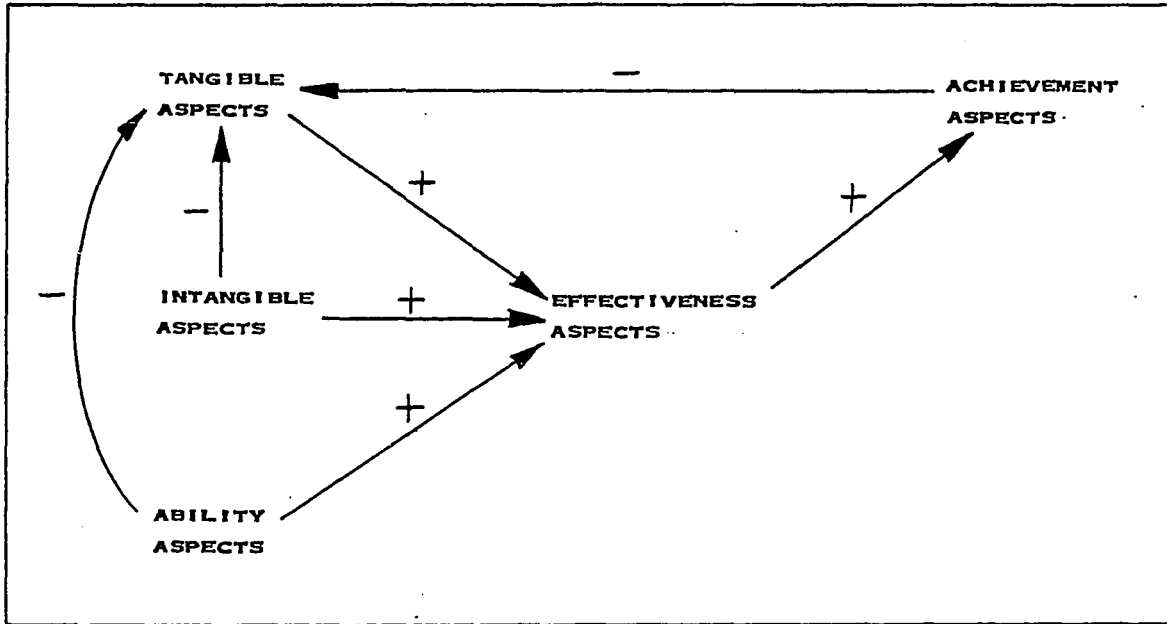 TANGIBLE
ASPECTS
−
ACHIEVEMENT
ASPECTS
+
+
−
−
INTANGIBLE
ASPECTS
+
EFFECTIVENESS
ASPECTS
+
ABILITY
ASPECTS